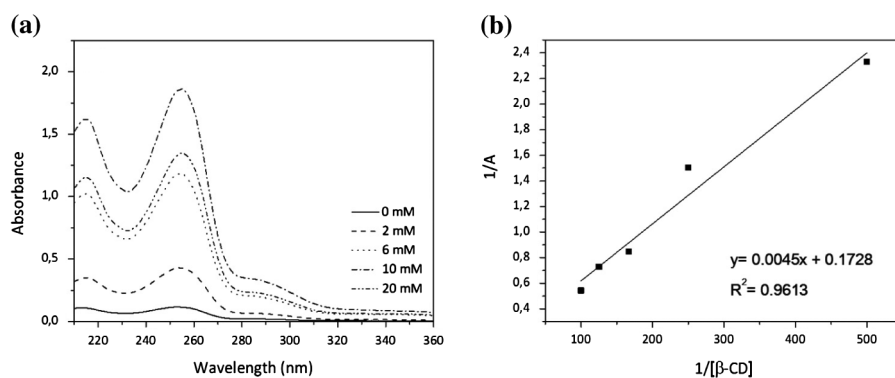 (a)
2,0
1,5
1,0
0,5
0,0
Absorbance
220 240 260 280 300 320 340 360
Wavelength (nm)
0 mM
2 mM
6 mM
10 mM
20 mM
(b)
2,4
2,2
2,0
1,8
1,6
1,4
1,2
1,0
0,8
0,6
0,4
1/A
100 200 300 400 500
1/[β-CD]
y= 0.0045x + 0.1728
R²= 0.9613